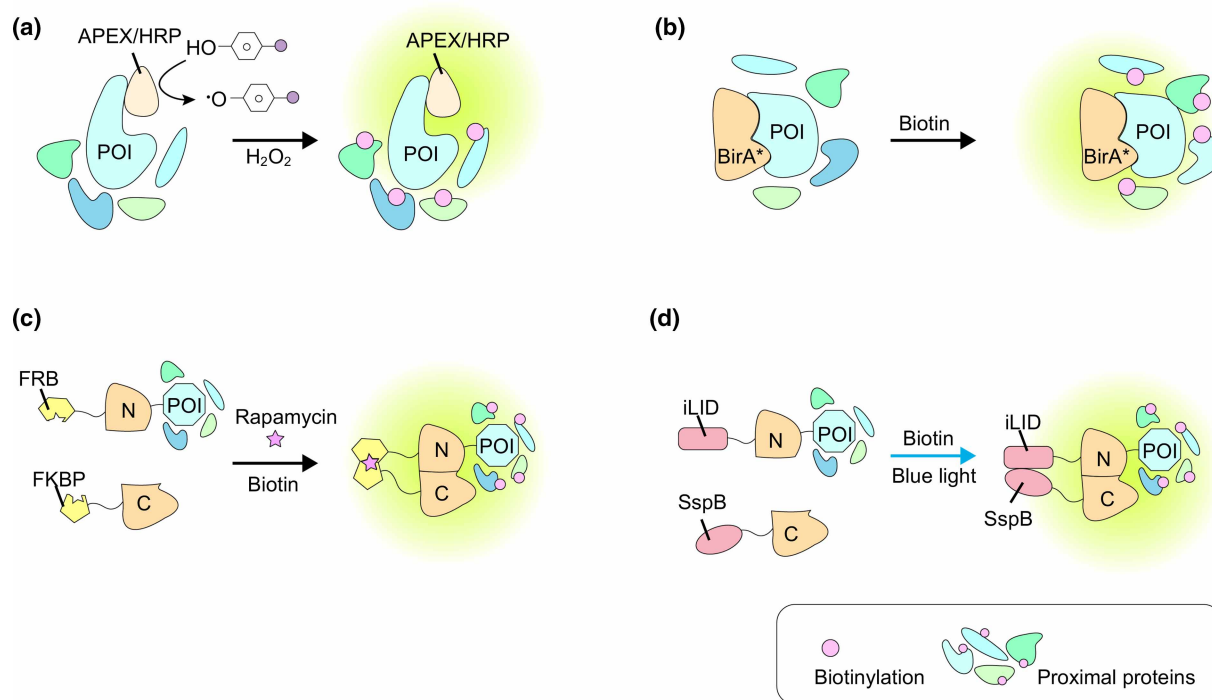 (a)
APEX/HRP
HO
•O
POI
H₂O₂
APEX/HRP
POI
(b)
BirA*
POI
Biotin
BirA*
POI
(c)
FRB
N
POI
FKBP
C
Rapamycin
Biotin
N
POI
C
(d)
iLID
N
POI
SspB
C
Biotin
Blue light
iLID
N
POI
SspB
C
Biotinylation
Proximal proteins